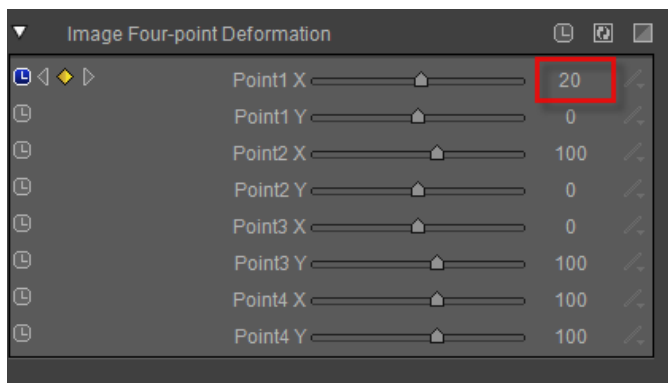 Image Four-point Deformation
Point1 X 20
Point1 Y 0
Point2 X 100
Point2 Y 0
Point3 X 0
Point3 Y 100
Point4 X 100
Point4 Y 100